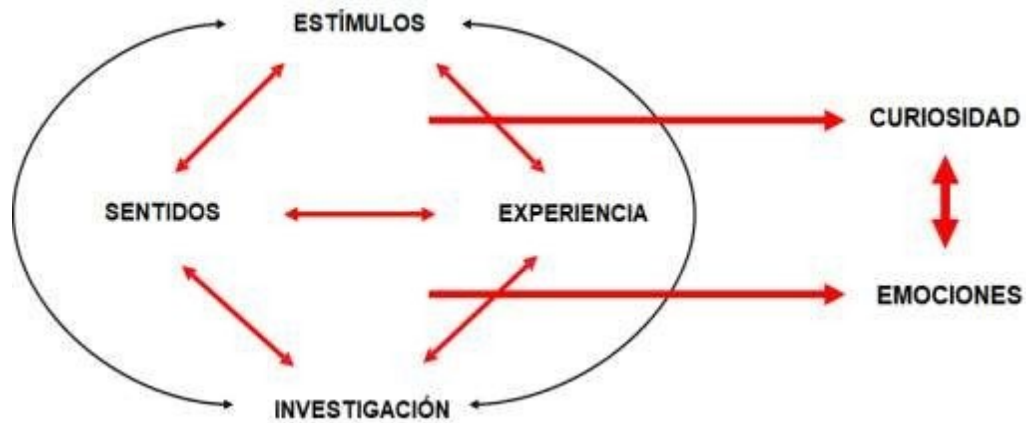 ESTÍMULOS
CURIOSIDAD
SENTIDOS
EXPERIENCIA
EMOCIONES
INVESTIGACIÓN